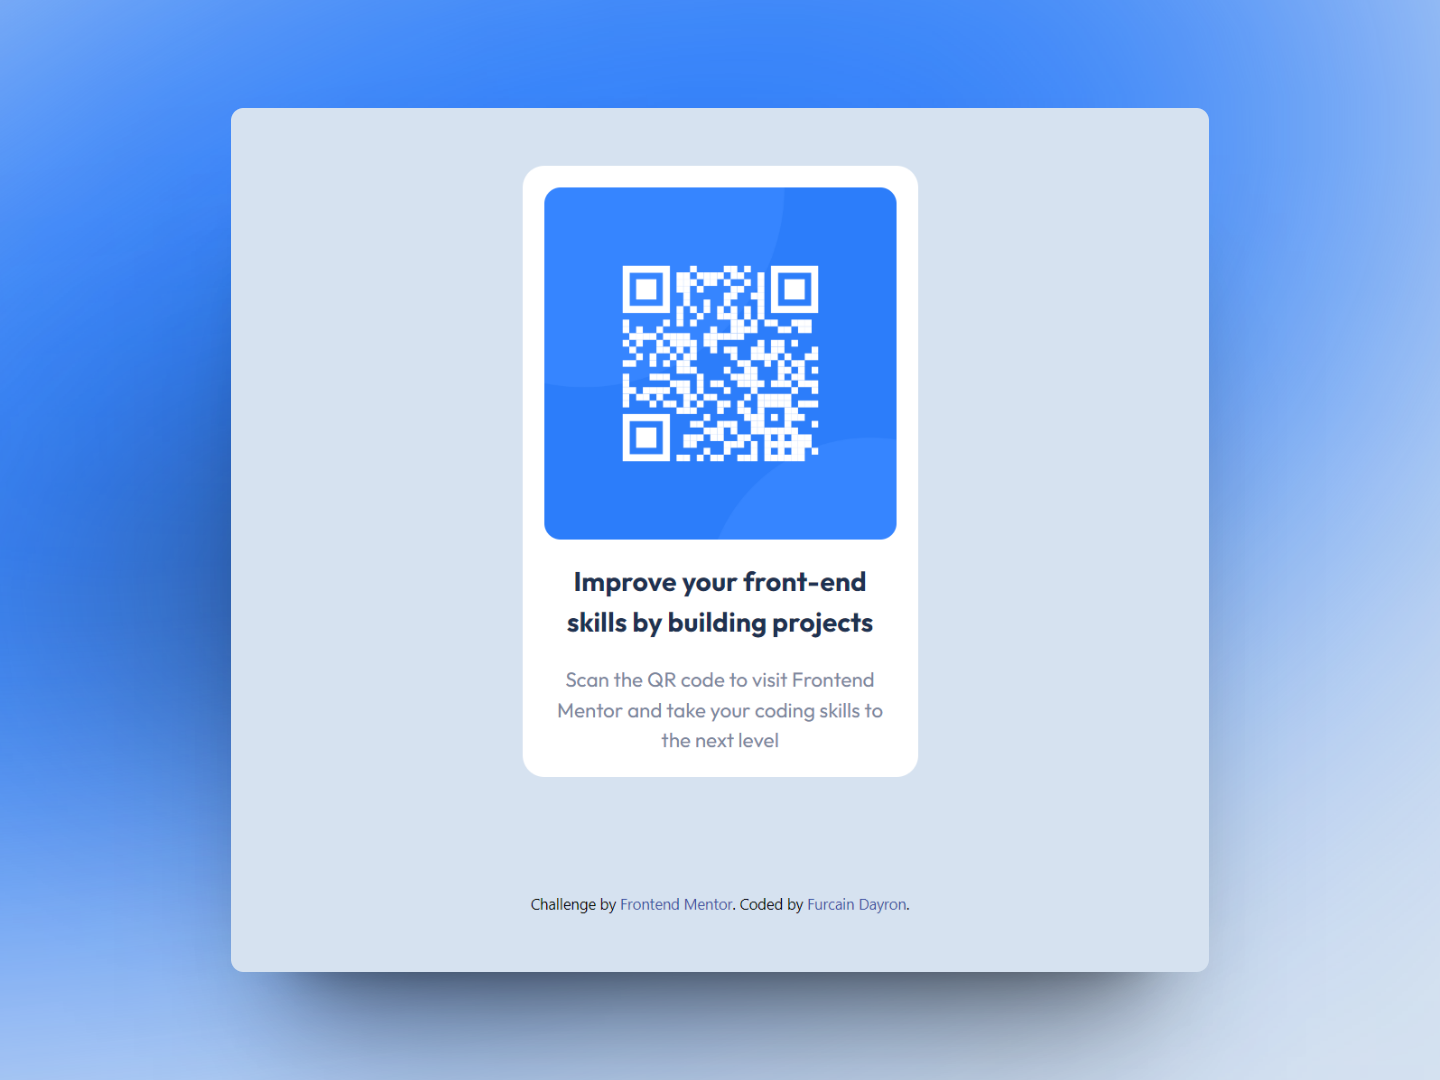 Improve your front-end
skills by building projects
Scan the QR code to visit Frontend
Mentor and take your coding skills to
the next level
Challenge by Frontend Mentor. Coded by Furcain Dayron.